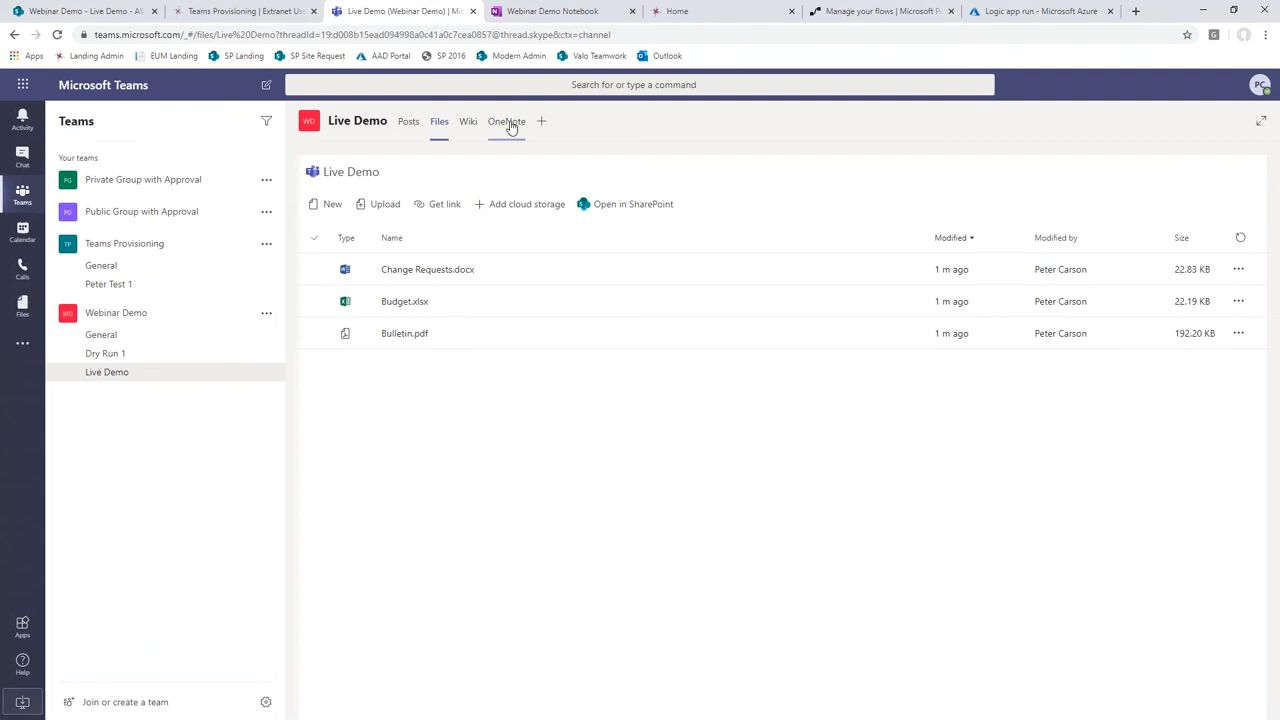 Webinar Demo - Live Demo - All
Teams Provisioning | Extranet Use
Live Demo (Webinar Demo) | Mi
Webinar Demo Notebook
Home
Manage your flows | Microsoft P
Logic app run - Microsoft Azure
teams.microsoft.com/_#/files/Live%20Demo?threadId=19:d008b15ead094998a0c41a0c7cea0857@thread.skype&ctx=channel
Apps
Landing Admin
EUM Landing
SP Landing
SP Site Request
AAD Portal
SP 2016
Modern Admin
Valo Teamwork
Outlook
Microsoft Teams
Search for or type a command
PC
Activity
Chat
Teams
Calendar
Calls
Files
Apps
Help
Teams
Your teams
PG Private Group with Approval
PG Public Group with Approval
TP Teams Provisioning
General
Peter Test 1
WD Webinar Demo
General
Dry Run 1
Live Demo
Join or create a team
WD Live Demo Posts Files Wiki OneNote
Live Demo
New Upload Get link Add cloud storage Open in SharePoint
Type Name Modified Modified by Size
Change Requests.docx 1 m ago Peter Carson 22.83 KB
Budget.xlsx 1 m ago Peter Carson 22.19 KB
Bulletin.pdf 1 m ago Peter Carson 192.20 KB